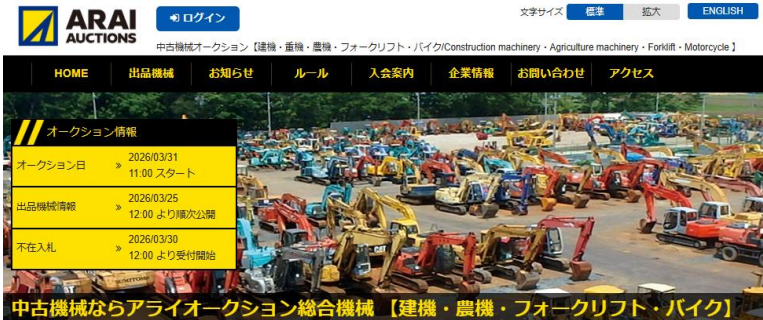 ARAI
AUCTIONS
ログイン
文字サイズ 標準 拡大 ENGLISH
中古機械オークション【建機・重機・農機・フォークリフト・バイク/Construction machinery・Agriculture machinery・Forklift・Motorcycle 】
HOME 出品機械 お知らせ ルール 入会案内 企業情報 お問い合わせ アクセス
オークション情報
オークション日 » 2026/03/31
11:00 スタート
出品機械情報 » 2026/03/25
12:00 より順次公開
不在入札 » 2026/03/30
12:00 より受付開始
CAT
SUMITOMO
中古機械ならアライオークション総合機械 【建機・農機・フォークリフト・バイク】